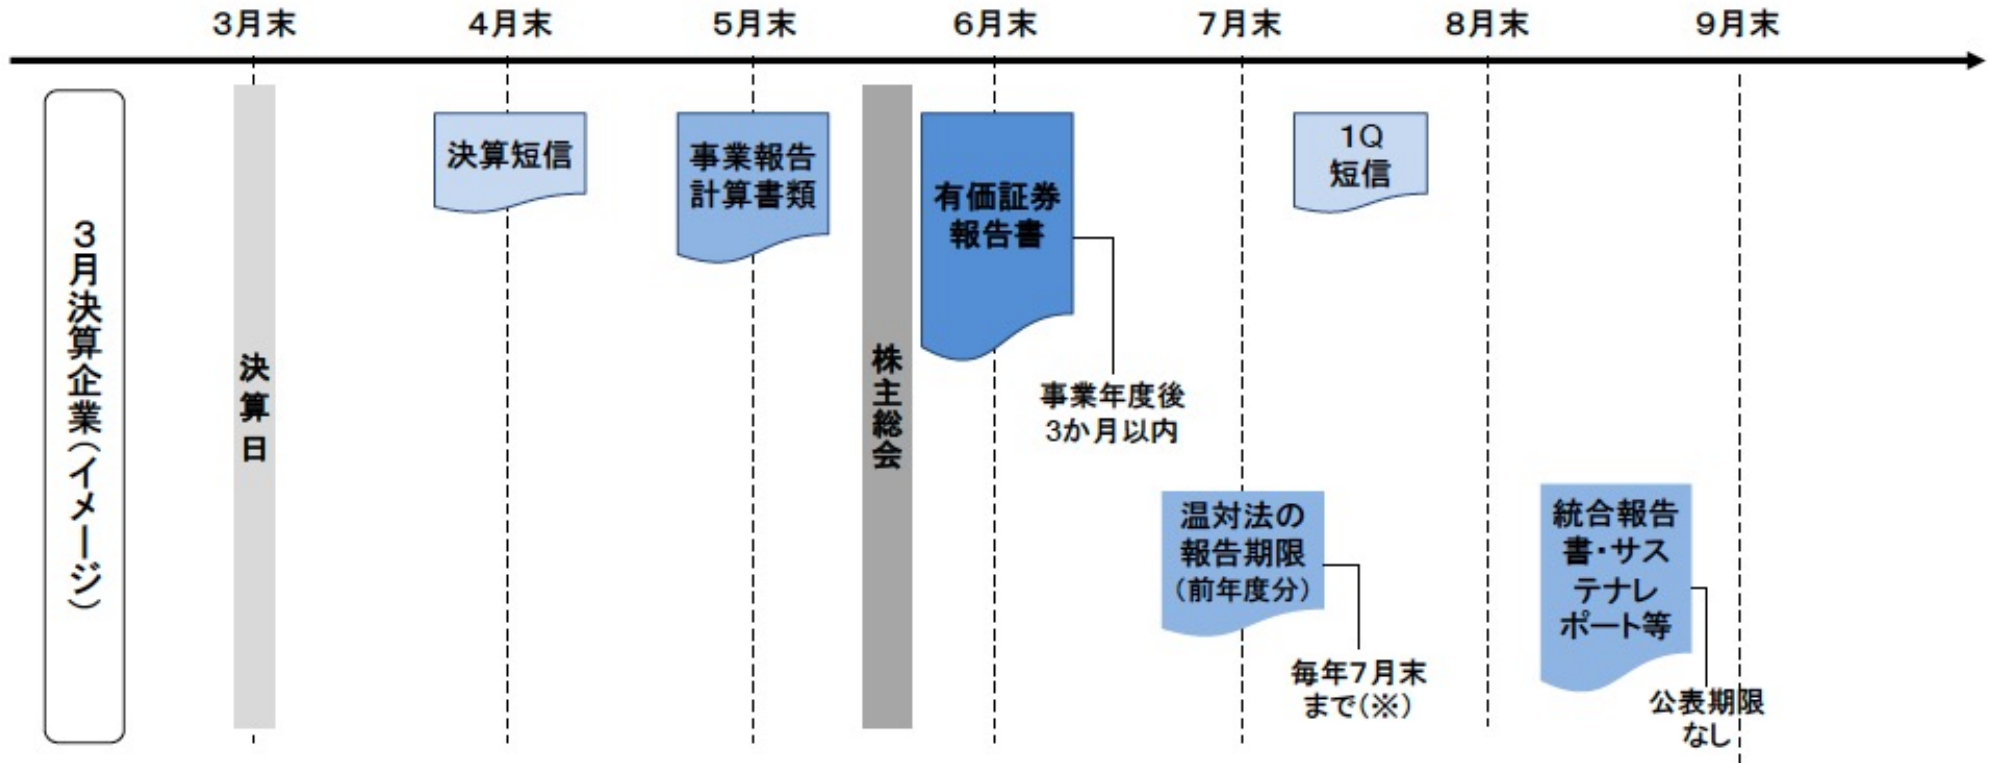 3月末
4月末
5月末
6月末
7月末
8月末
9月末
3月決算企業(イメージ)
決算日
決算短信
事業報告
計算書類
株主総会
有価証券
報告書
事業年度後
3か月以内
1Q
短信
温対法の
報告期限
(前年度分)
毎年7月末
まで(※)
統合報告
書・サス
テナレ
ポート等
公表期限
なし